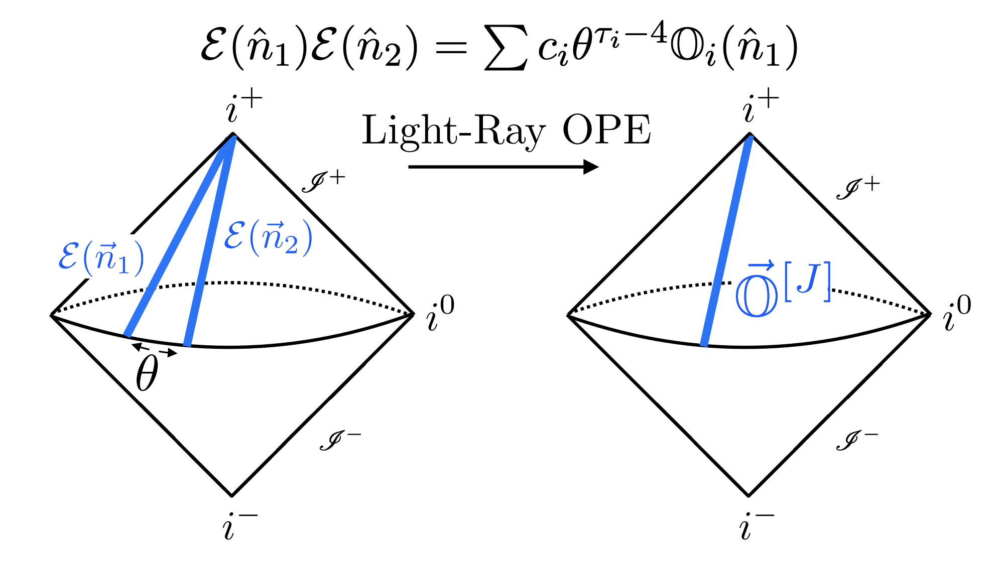 ℰ(n̂₁)ℰ(n̂₂) = ∑ cᵢθ^{τᵢ−4}𝕆ᵢ(n̂₁)
i⁺
i⁺
Light-Ray OPE
ℐ⁺
ℐ⁺
ℰ(n⃗₁)
ℰ(n⃗₂)
𝕆⃗^{[J]}
i⁰
i⁰
θ
ℐ⁻
ℐ⁻
i⁻
i⁻